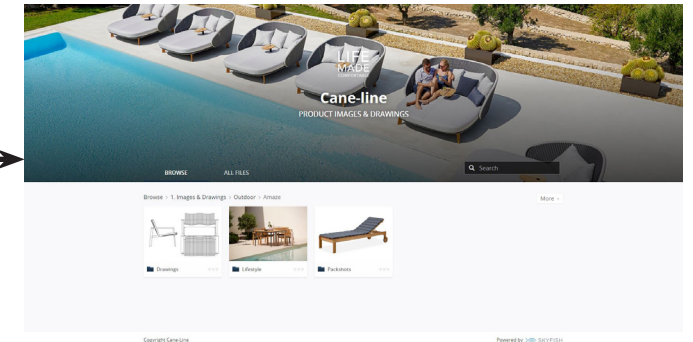 LIFE
MADE
COMFORTABLE
Cane-line
PRODUCT IMAGES & DRAWINGS
BROWSE ALL FILES Search
Browse > 1. Images & Drawings > Outdoor > Amaze More
Drawings Lifestyle Packshots
Copyright Cane-Line Powered by SKYFISH